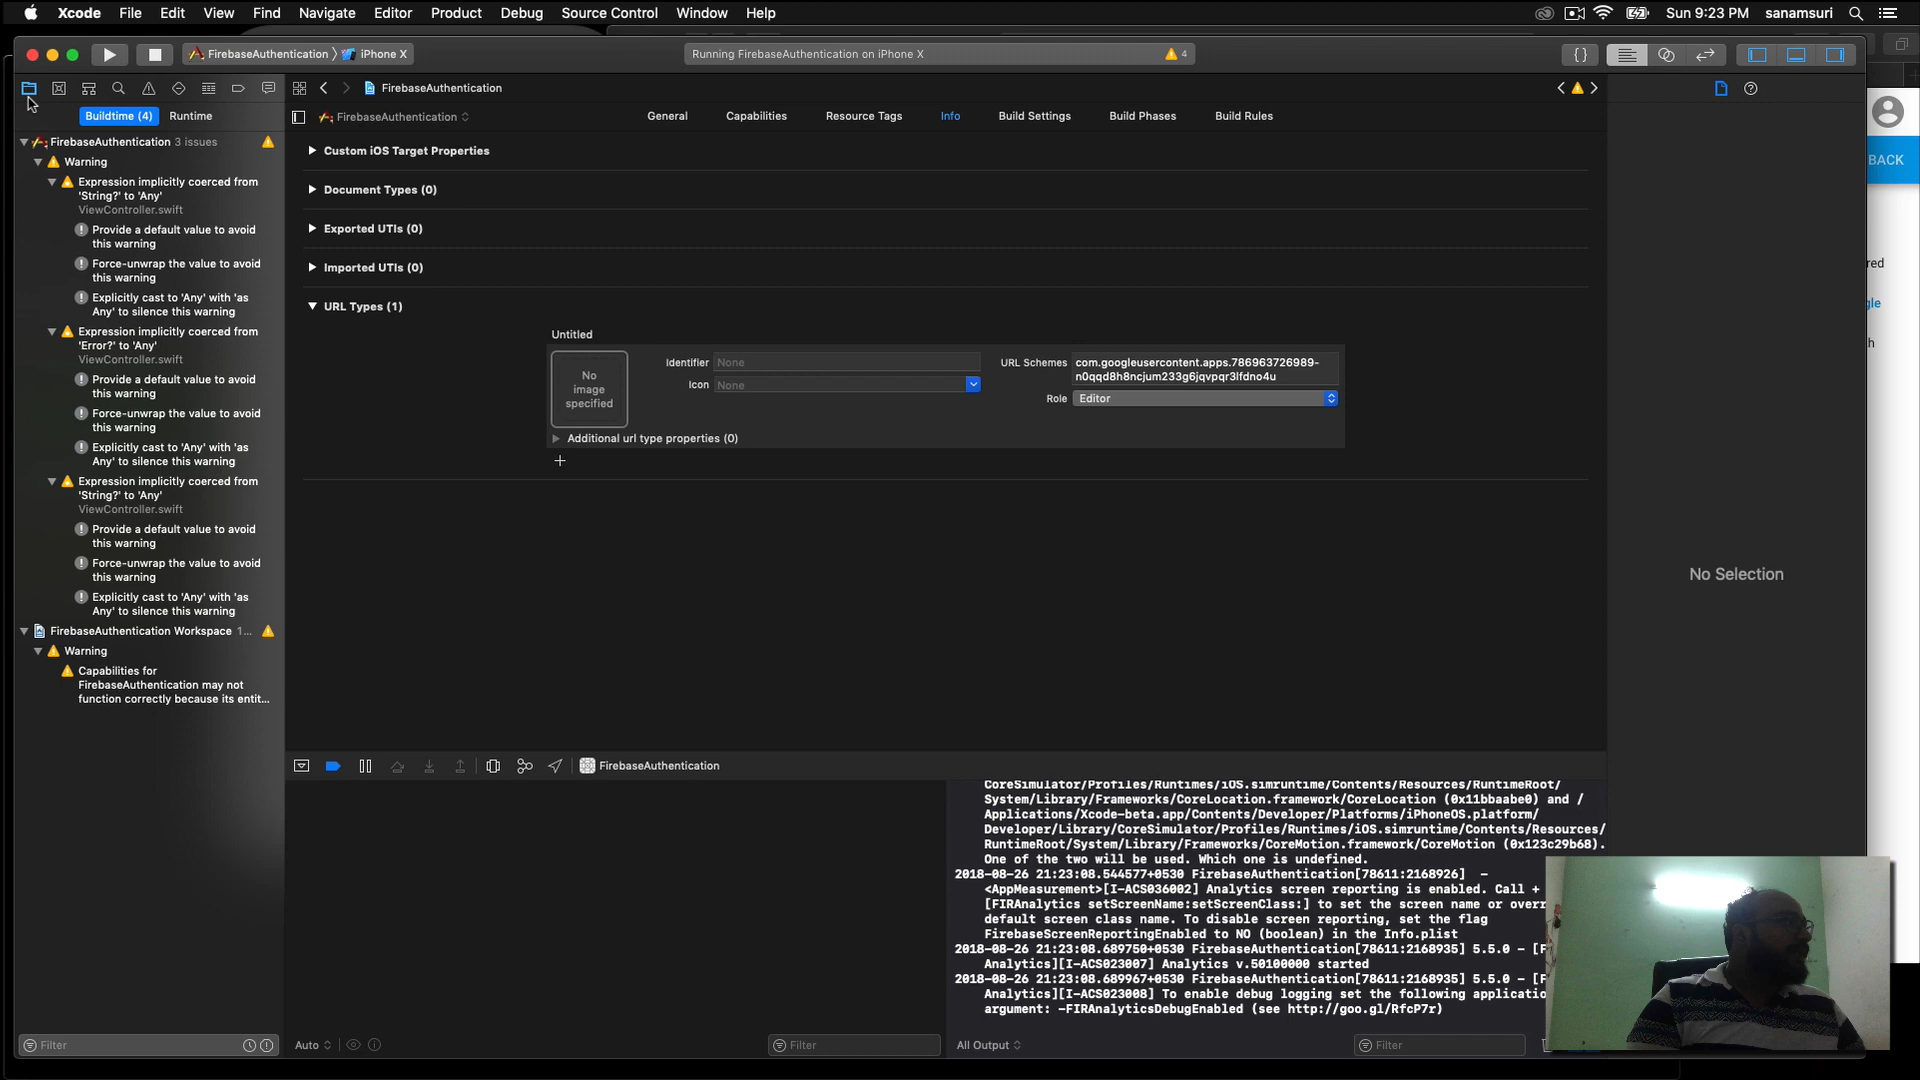 Xcode File Edit View Find Navigate Editor Product Debug Source Control Window Help Sun 9:23 PM sanamsuri
FirebaseAuthentication iPhone X Running FirebaseAuthentication on iPhone X 4
FirebaseAuthentication
Buildtime (4) Runtime
FirebaseAuthentication General Capabilities Resource Tags Info Build Settings Build Phases Build Rules
FirebaseAuthentication 3 issues
Warning
Expression implicitly coerced from
'String?' to 'Any'
ViewController.swift
Provide a default value to avoid
this warning
Force-unwrap the value to avoid
this warning
Explicitly cast to 'Any' with 'as
Any' to silence this warning
Expression implicitly coerced from
'Error?' to 'Any'
ViewController.swift
Provide a default value to avoid
this warning
Force-unwrap the value to avoid
this warning
Explicitly cast to 'Any' with 'as
Any' to silence this warning
Expression implicitly coerced from
'String?' to 'Any'
ViewController.swift
Provide a default value to avoid
this warning
Force-unwrap the value to avoid
this warning
Explicitly cast to 'Any' with 'as
Any' to silence this warning
FirebaseAuthentication Workspace 1...
Warning
Capabilities for
FirebaseAuthentication may not
function correctly because its entit...
Filter
Custom iOS Target Properties
Document Types (0)
Exported UTIs (0)
Imported UTIs (0)
URL Types (1)
Untitled
No
image
specified
Identifier None
Icon None
URL Schemes com.googleusercontent.apps.786963726989-
n0qqd8h8ncjum233g6jqvpqr3lfdno4u
Role Editor
Additional url type properties (0)
No Selection
BACK
red
gle
h
FirebaseAuthentication
CoreSimulator/Profiles/Runtimes/iOS.simruntime/Contents/Resources/RuntimeRoot/
System/Library/Frameworks/CoreLocation.framework/CoreLocation (0x11bbaabe0) and /
Applications/Xcode-beta.app/Contents/Developer/Platforms/iPhoneOS.platform/
Developer/Library/CoreSimulator/Profiles/Runtimes/iOS.simruntime/Contents/Resources/
RuntimeRoot/System/Library/Frameworks/CoreMotion.framework/CoreMotion (0x123c29b68).
One of the two will be used. Which one is undefined.
2018-08-26 21:23:08.544577+0530 FirebaseAuthentication[78611:2168926] -
<AppMeasurement>[I-ACS036002] Analytics screen reporting is enabled. Call +
[FIRAnalytics setScreenName:setScreenClass:] to set the screen name or overr
default screen class name. To disable screen reporting, set the flag
FirebaseScreenReportingEnabled to NO (boolean) in the Info.plist
2018-08-26 21:23:08.689750+0530 FirebaseAuthentication[78611:2168935] 5.5.0 - [F
Analytics][I-ACS023007] Analytics v.50100000 started
2018-08-26 21:23:08.689967+0530 FirebaseAuthentication[78611:2168935] 5.5.0 - [F
Analytics][I-ACS023008] To enable debug logging set the following applicatio
argument: -FIRAnalyticsDebugEnabled (see http://goo.gl/RfcP7r)
Auto Filter All Output Filter